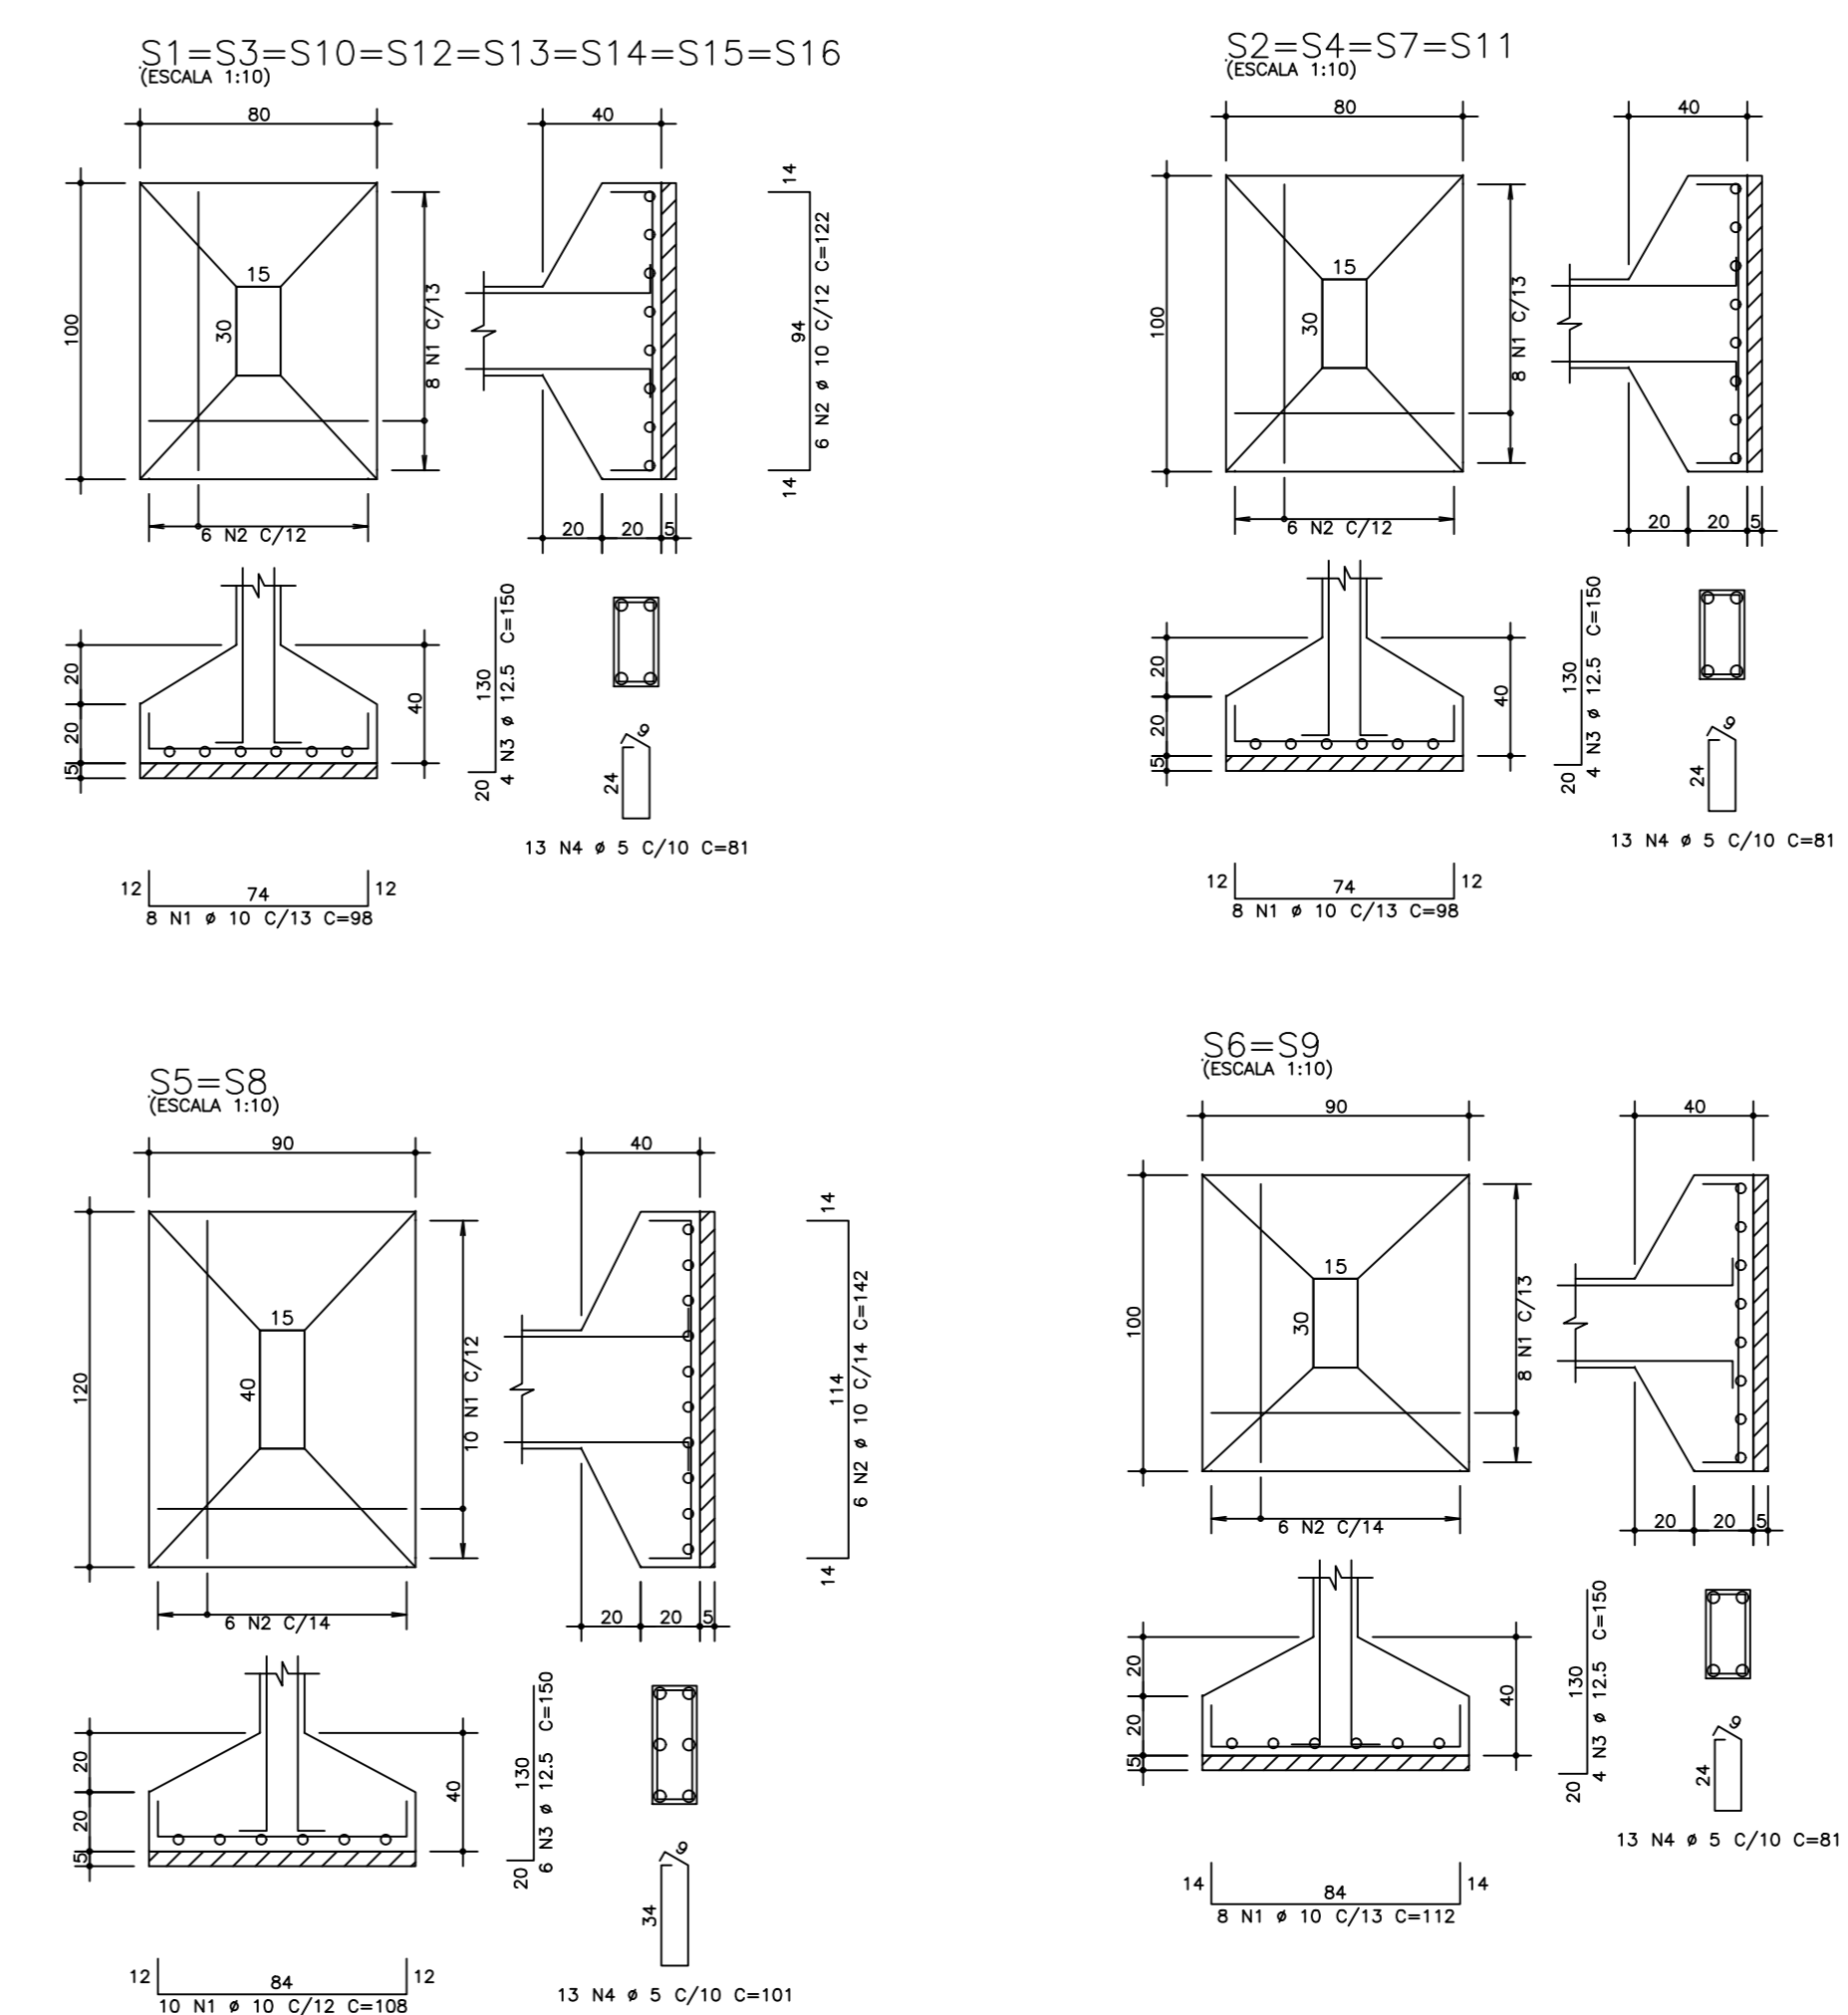 S1=S3=S10=S12=S13=S14=S15=S16
(ESCALA 1:10)
80
40
100
15
30
8 N1 C/13
6 N2 C/12
20
20
5
14
94
14
6 N2 ø 10 C/12 C=122
20
20
5
40
130
20
4 N3 ø 12.5 C=150
9
24
13 N4 ø 5 C/10 C=81
12
74
12
8 N1 ø 10 C/13 C=98
S2=S4=S7=S11
(ESCALA 1:10)
80
40
100
15
30
8 N1 C/13
6 N2 C/12
20
20
5
20
20
5
40
130
20
4 N3 ø 12.5 C=150
9
24
13 N4 ø 5 C/10 C=81
12
74
12
8 N1 ø 10 C/13 C=98
S5=S8
(ESCALA 1:10)
90
40
120
15
40
10 N1 C/12
6 N2 C/14
20
20
5
14
114
14
6 N2 ø 10 C/14 C=142
20
20
5
40
130
20
6 N3 ø 12.5 C=150
9
34
13 N4 ø 5 C/10 C=101
12
84
12
10 N1 ø 10 C/12 C=108
S6=S9
(ESCALA 1:10)
90
40
100
15
30
8 N1 C/13
6 N2 C/14
20
20
5
20
20
5
40
130
20
4 N3 ø 12.5 C=150
9
24
13 N4 ø 5 C/10 C=81
14
84
14
8 N1 ø 10 C/13 C=112